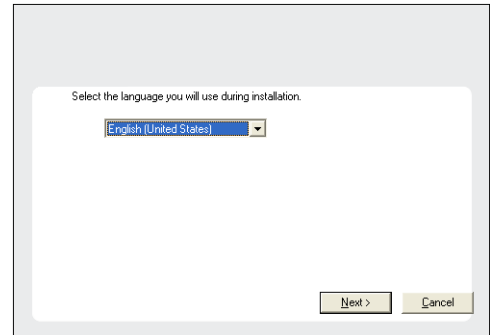 Select the language you will use during installation.
English (United States)
Next >
Cancel